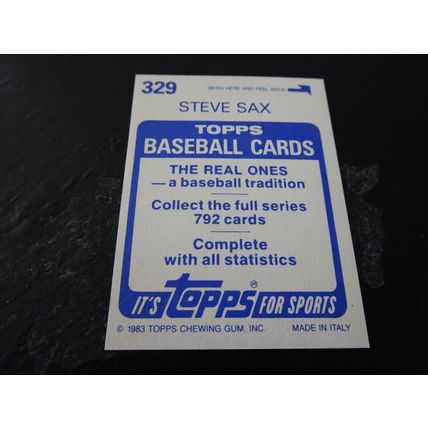 329 BEND HERE AND PEEL BACK
STEVE SAX
TOPPS
BASEBALL CARDS
THE REAL ONES
— a baseball tradition
Collect the full series
792 cards
Complete
with all statistics
IT'S Topps® FOR SPORTS
© 1983 TOPPS CHEWING GUM, INC. MADE IN ITALY